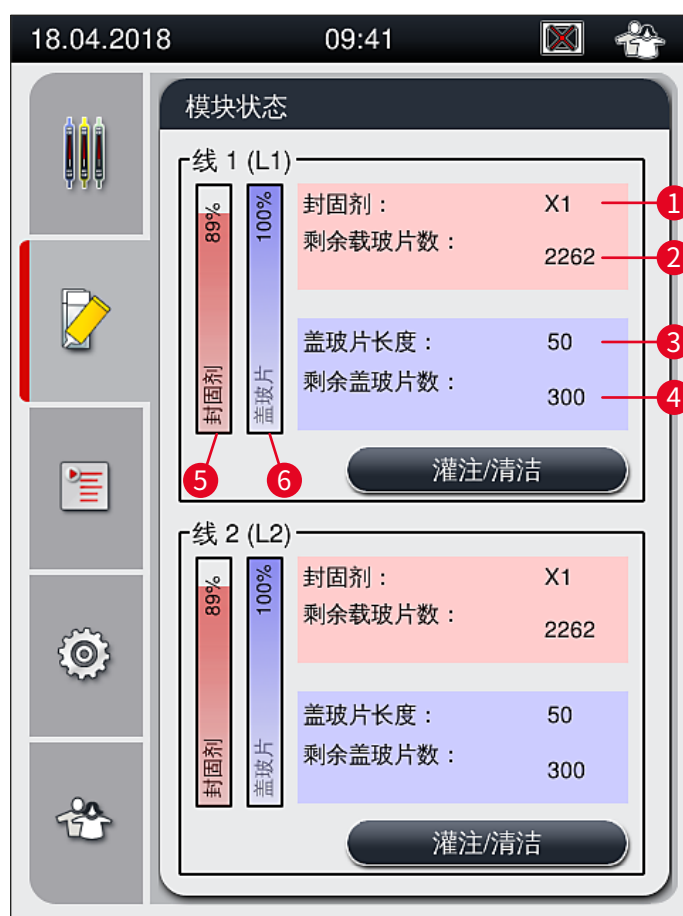 18.04.2018 09:41
模块状态
线 1 (L1)
89%
封固剂
100%
盖玻片
封固剂： X1
剩余载玻片数： 2262
盖玻片长度： 50
剩余盖玻片数： 300
灌注/清洁
1
2
3
4
5
6
线 2 (L2)
89%
封固剂
100%
盖玻片
封固剂： X1
剩余载玻片数： 2262
盖玻片长度： 50
剩余盖玻片数： 300
灌注/清洁